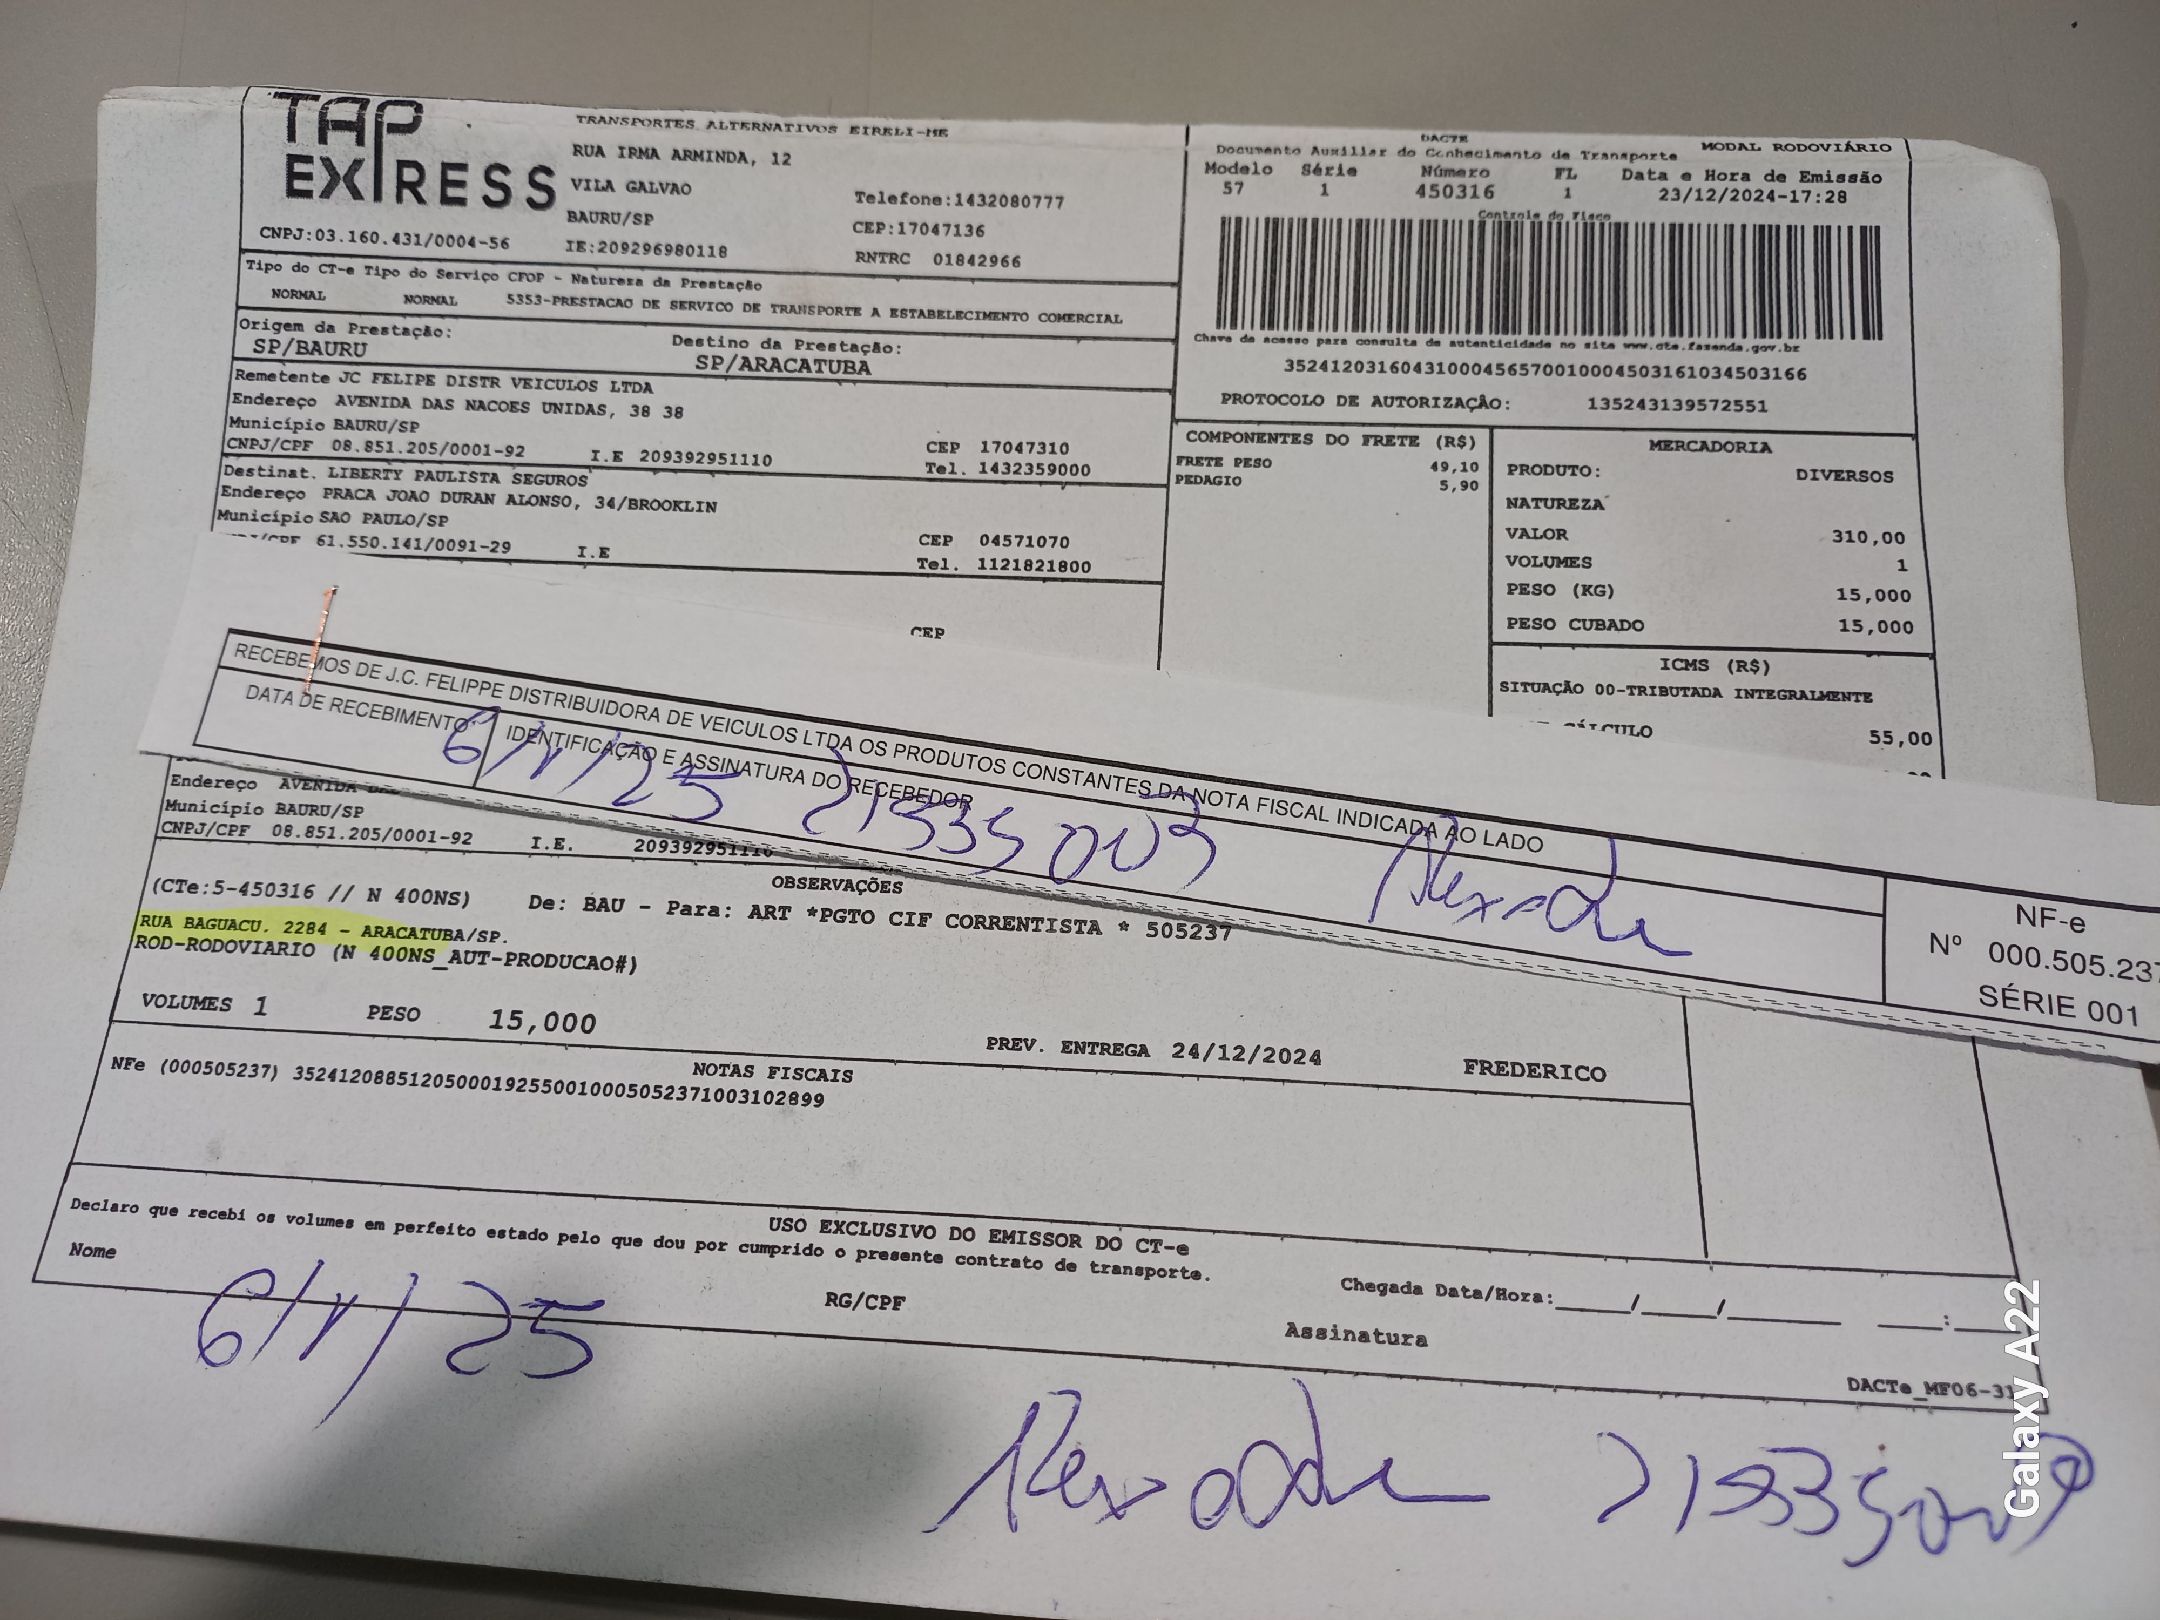 TAP EXPRESS
TRANSPORTES ALTERNATIVOS EIRELI-ME
RUA IRMA ARMINDA, 12
VILA GALVAO
BAURU/SP
IE:209296980118
Telefone:1432080777
CEP:17047136
RNTRC 01842966
CNPJ:03.160.431/0004-56
DACTE
Documento Auxiliar do Conhecimento de Transporte
MODAL RODOVIÁRIO
Modelo Série Número FL Data e Hora de Emissão
57 1 450316 1 23/12/2024-17:28
Controle do Fisco
Chave de acesso para consulta de autenticidade no site www.cte.fazenda.gov.br
35241203160431000456570010004503161034503166
PROTOCOLO DE AUTORIZAÇÃO: 135243139572551
Tipo do CT-e Tipo do Serviço CFOP - Natureza da Prestação
NORMAL NORMAL 5353-PRESTACAO DE SERVICO DE TRANSPORTE A ESTABELECIMENTO COMERCIAL
Origem da Prestação: Destino da Prestação:
SP/BAURU SP/ARACATUBA
Remetente JC FELIPE DISTR VEICULOS LTDA
Endereço AVENIDA DAS NACOES UNIDAS, 38 38
Município BAURU/SP CEP 17047310
CNPJ/CPF 08.851.205/0001-92 I.E 209392951110 Tel. 1432359000
Destinat. LIBERTY PAULISTA SEGUROS
Endereço PRACA JOAO DURAN ALONSO, 34/BROOKLIN
Município SAO PAULO/SP CEP 04571070
61.550.141/0091-29 I.E Tel. 1121821800
CEP
COMPONENTES DO FRETE (R$)
FRETE PESO 49,10
PEDAGIO 5,90
MERCADORIA
PRODUTO: DIVERSOS
NATUREZA
VALOR 310,00
VOLUMES 1
PESO (KG) 15,000
PESO CUBADO 15,000
ICMS (R$)
SITUAÇÃO 00-TRIBUTADA INTEGRALMENTE
55,00
RECEBEMOS DE J.C. FELIPPE DISTRIBUIDORA DE VEICULOS LTDA OS PRODUTOS CONSTANTES DA NOTA FISCAL INDICADA AO LADO
DATA DE RECEBIMENTO IDENTIFICAÇÃO E ASSINATURA DO RECEBEDOR
6/1/25
NF-e
Nº 000.505.237
SÉRIE 001
Endereço AVENIDA
Município BAURU/SP
CNPJ/CPF 08.851.205/0001-92 I.E. 209392951110
OBSERVAÇÕES
(CTe:5-450316 // N 400NS) De: BAU - Para: ART *PGTO CIF CORRENTISTA * 505237
RUA BAGUACU. 2284 - ARACATUBA/SP.
ROD-RODOVIARIO (N 400NS_AUT-PRODUCAO#)
VOLUMES 1 PESO 15,000
PREV. ENTREGA 24/12/2024 FREDERICO
NOTAS FISCAIS
NFe (000505237) 35241208851205000192550010005052371003102899
USO EXCLUSIVO DO EMISSOR DO CT-e
Declaro que recebi os volumes em perfeito estado pelo que dou por cumprido o presente contrato de transporte.
Nome RG/CPF
Chegada Data/Hora:____/____/______ ___:___
Assinatura
DACTe_MF06-31
6/1/25
Galaxy A22